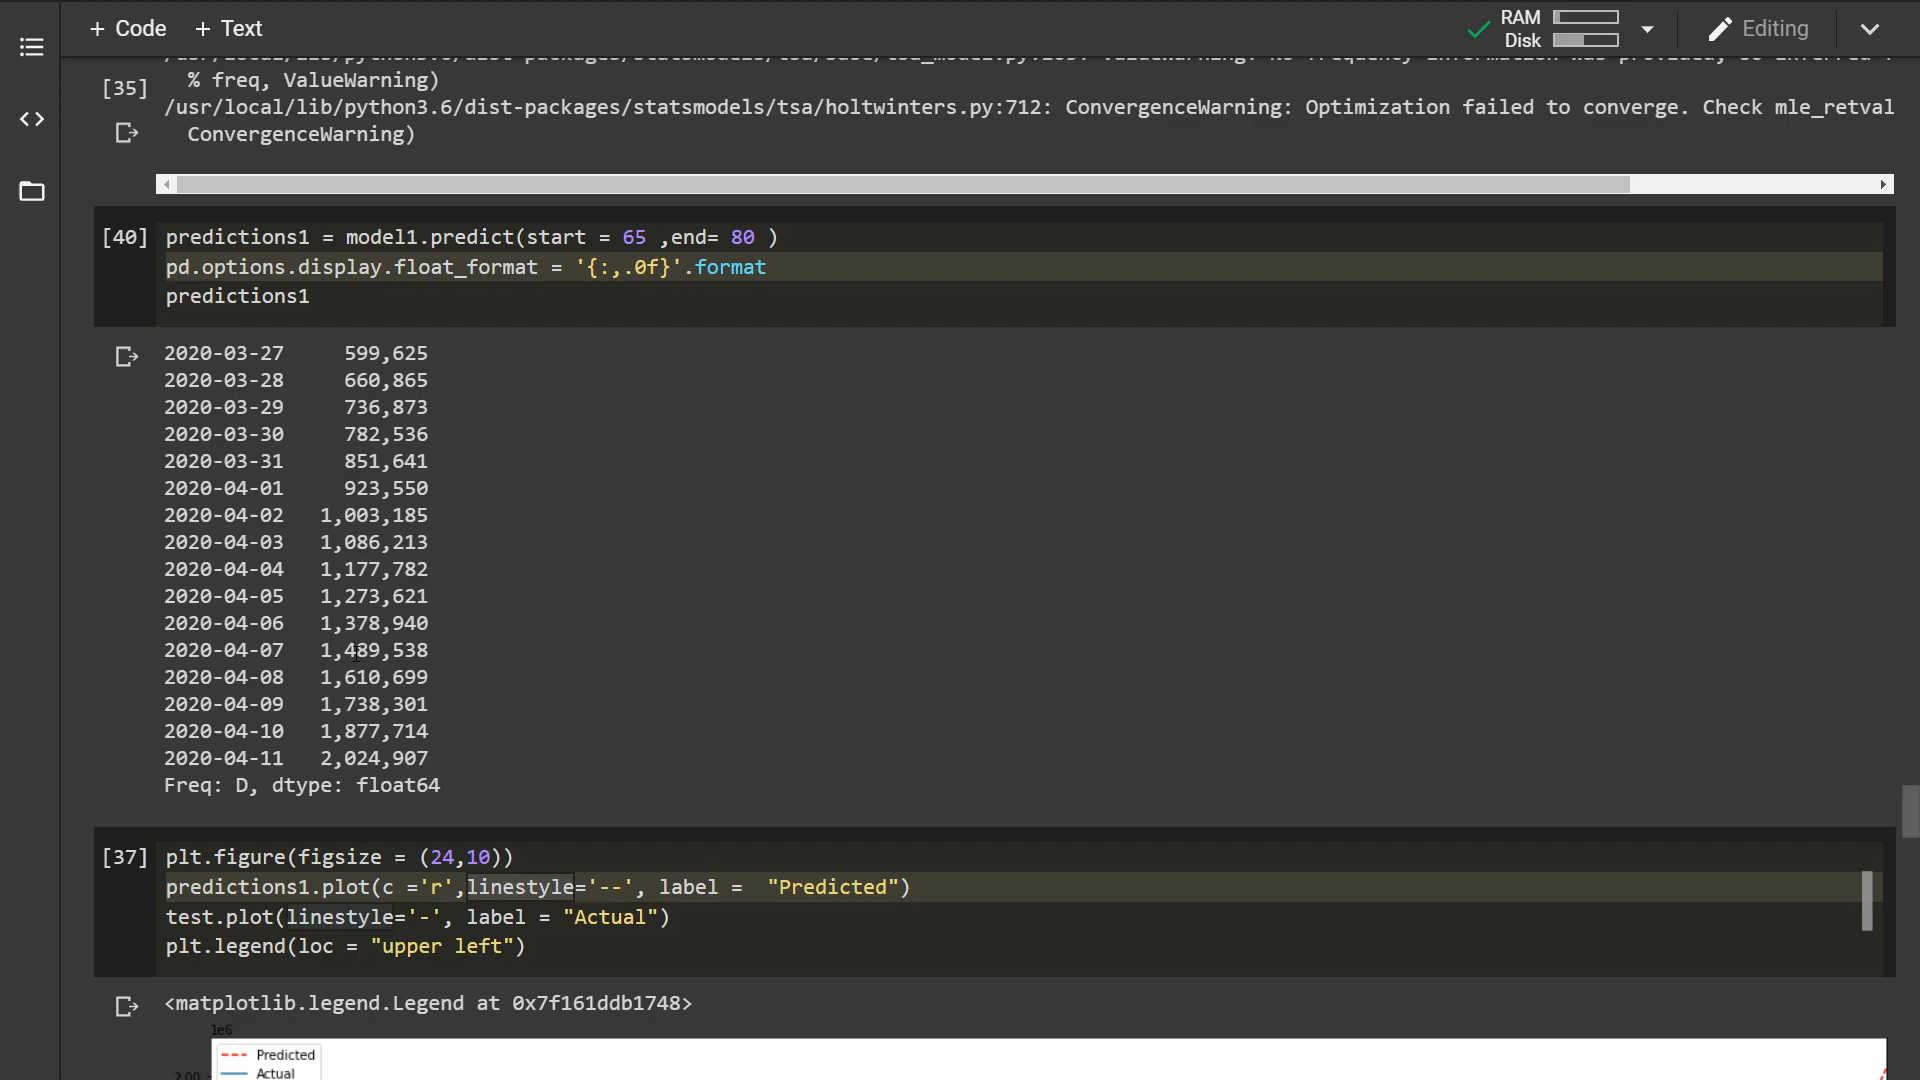 + Code + Text
RAM
Disk
Editing
[35]
% freq, ValueWarning)
/usr/local/lib/python3.6/dist-packages/statsmodels/tsa/holtwinters.py:712: ConvergenceWarning: Optimization failed to converge. Check mle_retval
ConvergenceWarning)
[40] predictions1 = model1.predict(start = 65 ,end= 80 )
pd.options.display.float_format = '{:,.0f}'.format
predictions1
2020-03-27 599,625
2020-03-28 660,865
2020-03-29 736,873
2020-03-30 782,536
2020-03-31 851,641
2020-04-01 923,550
2020-04-02 1,003,185
2020-04-03 1,086,213
2020-04-04 1,177,782
2020-04-05 1,273,621
2020-04-06 1,378,940
2020-04-07 1,489,538
2020-04-08 1,610,699
2020-04-09 1,738,301
2020-04-10 1,877,714
2020-04-11 2,024,907
Freq: D, dtype: float64
[37] plt.figure(figsize = (24,10))
predictions1.plot(c ='r',linestyle='--', label =  "Predicted")
test.plot(linestyle='-', label = "Actual")
plt.legend(loc = "upper left")
<matplotlib.legend.Legend at 0x7f161ddb1748>
1e6
Predicted
Actual
2.00